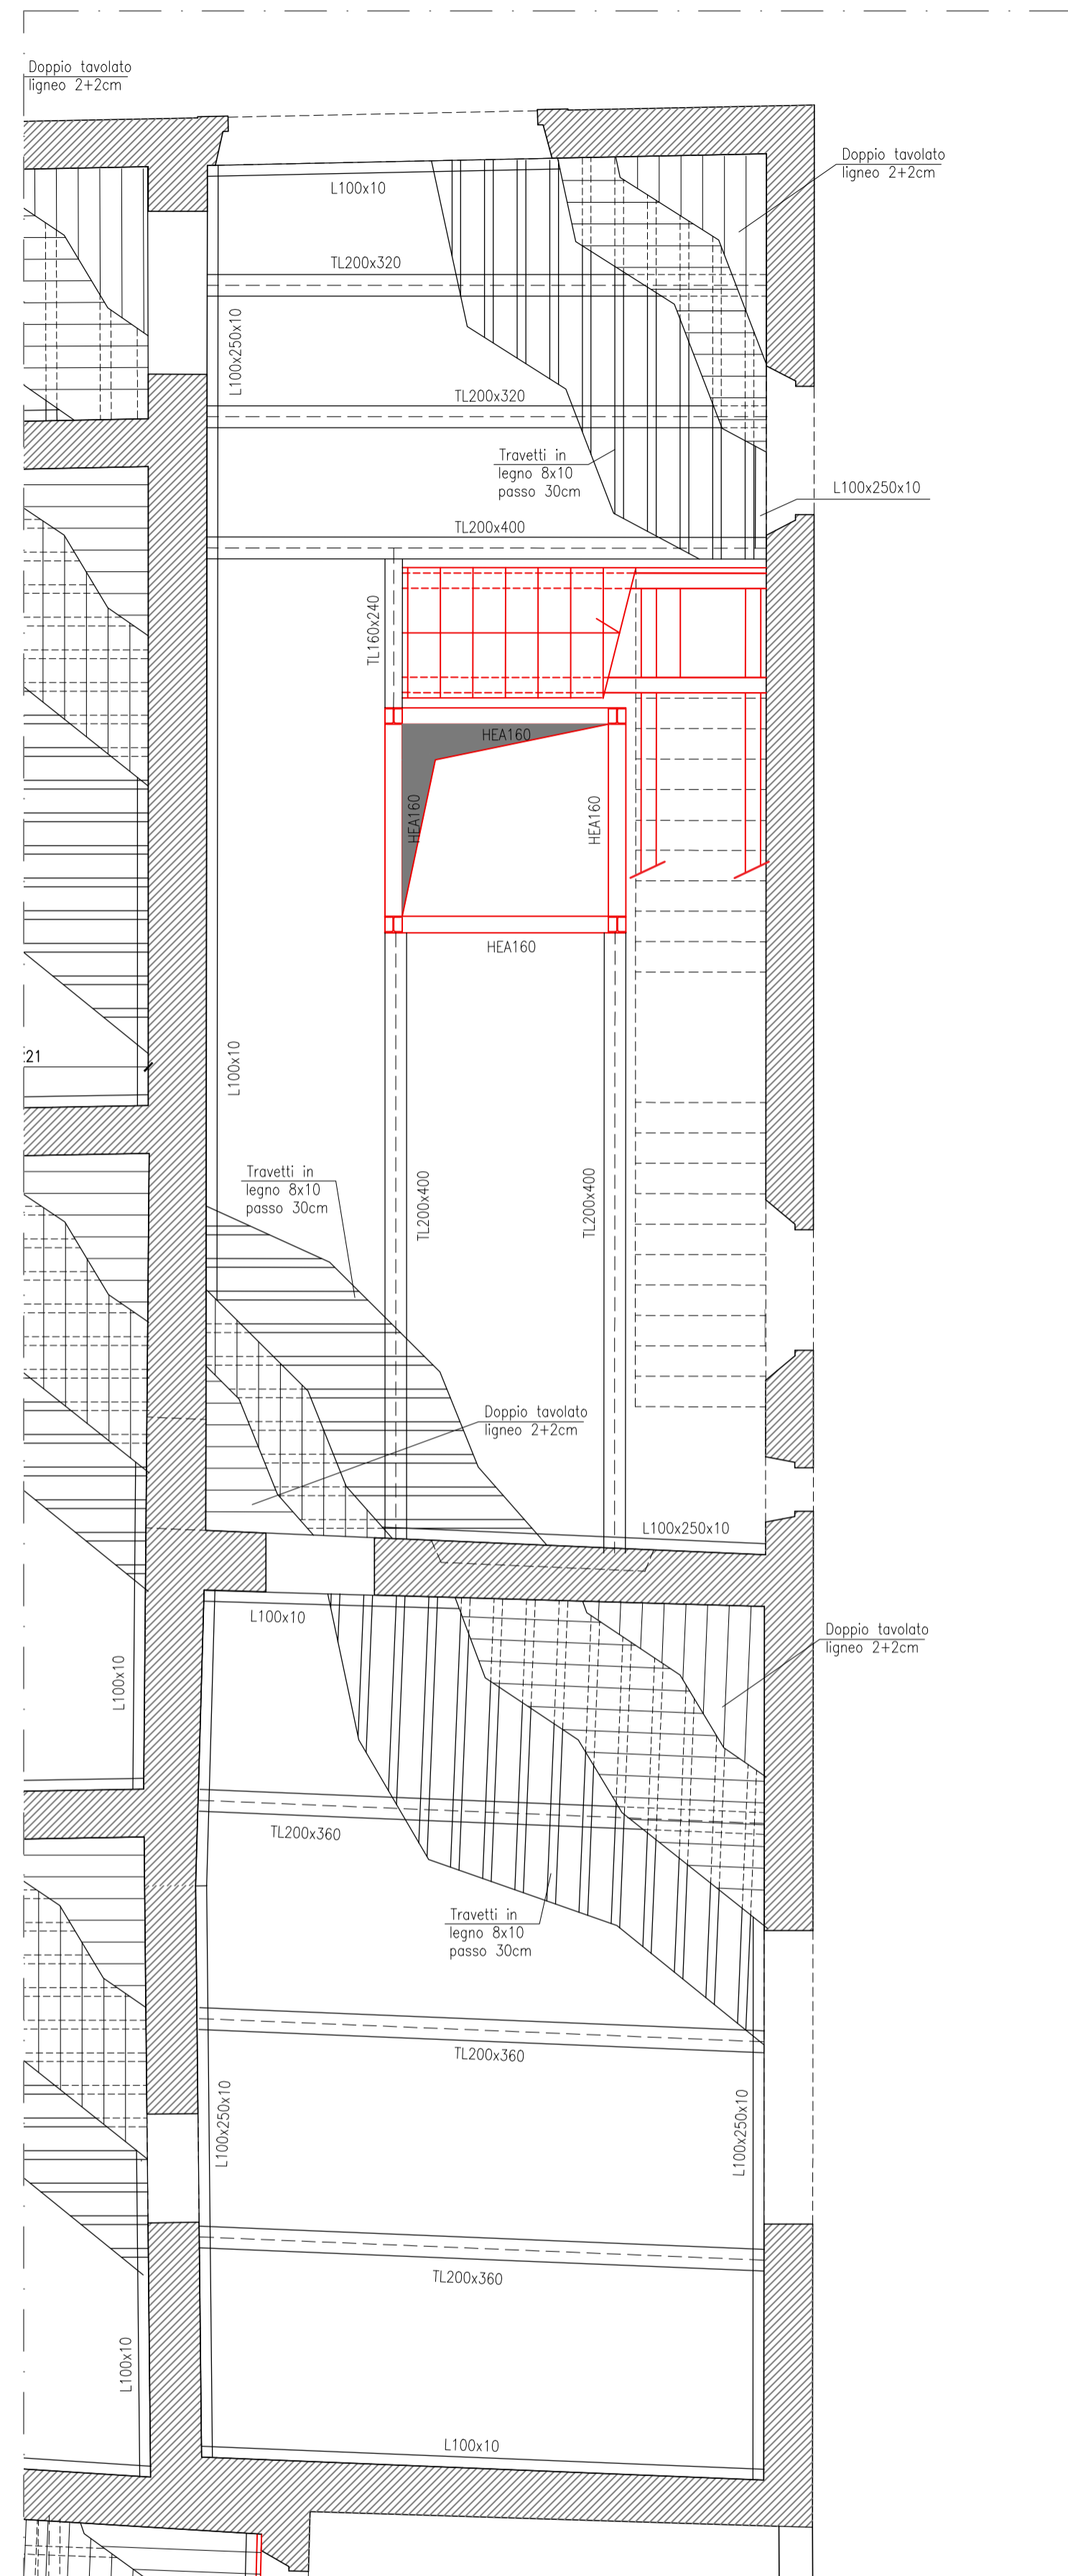 Doppio tavolato
ligneo 2+2cm
Doppio tavolato
ligneo 2+2cm
L100x10
TL200x320
L100x250x10
TL200x320
Travetti in
legno 8x10
passo 30cm
L100x250x10
TL200x400
TL160x240
HEA160
HEA160
HEA160
HEA160
:21
L100x10
Travetti in
legno 8x10
passo 30cm
TL200x400
TL200x400
Doppio tavolato
ligneo 2+2cm
L100x250x10
L100x10
Doppio tavolato
ligneo 2+2cm
L100x10
TL200x360
Travetti in
legno 8x10
passo 30cm
TL200x360
L100x250x10
L100x250x10
TL200x360
L100x10
L100x10